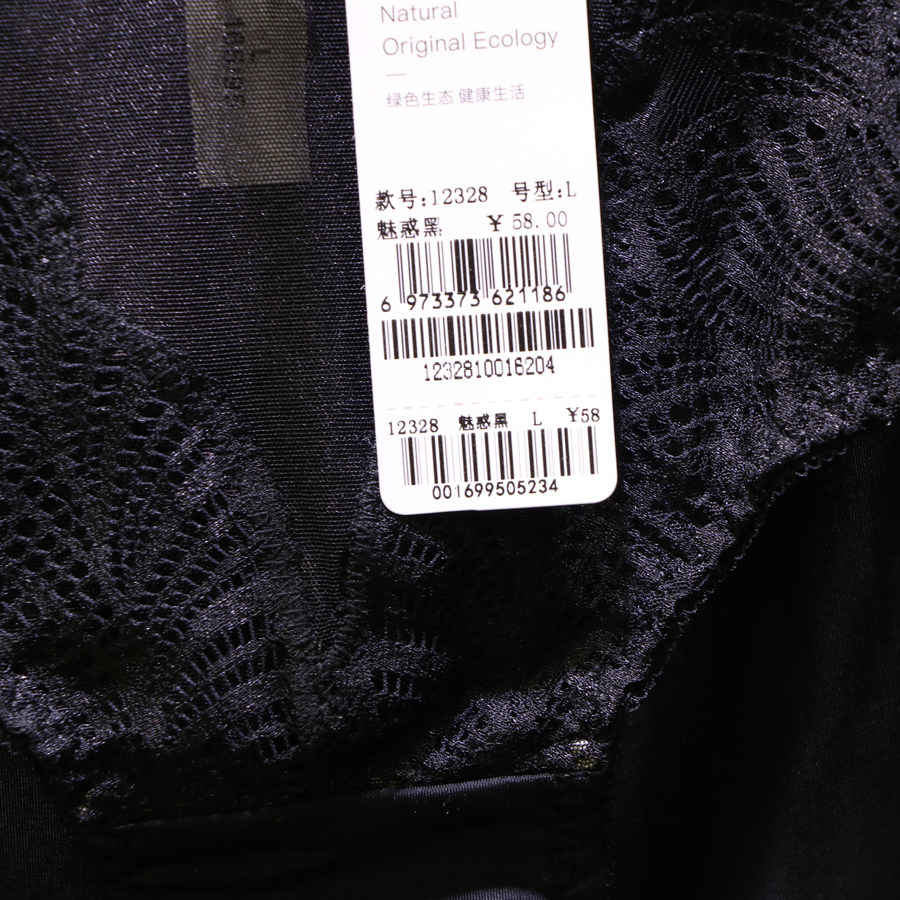 Natural
Original Ecology
绿色生态 健康生活
款号:12328 号型:L
魅惑黑 ¥ 58.00
6 973373 621186
1232810016204
12328 魅惑黑 L ¥58
001699505234